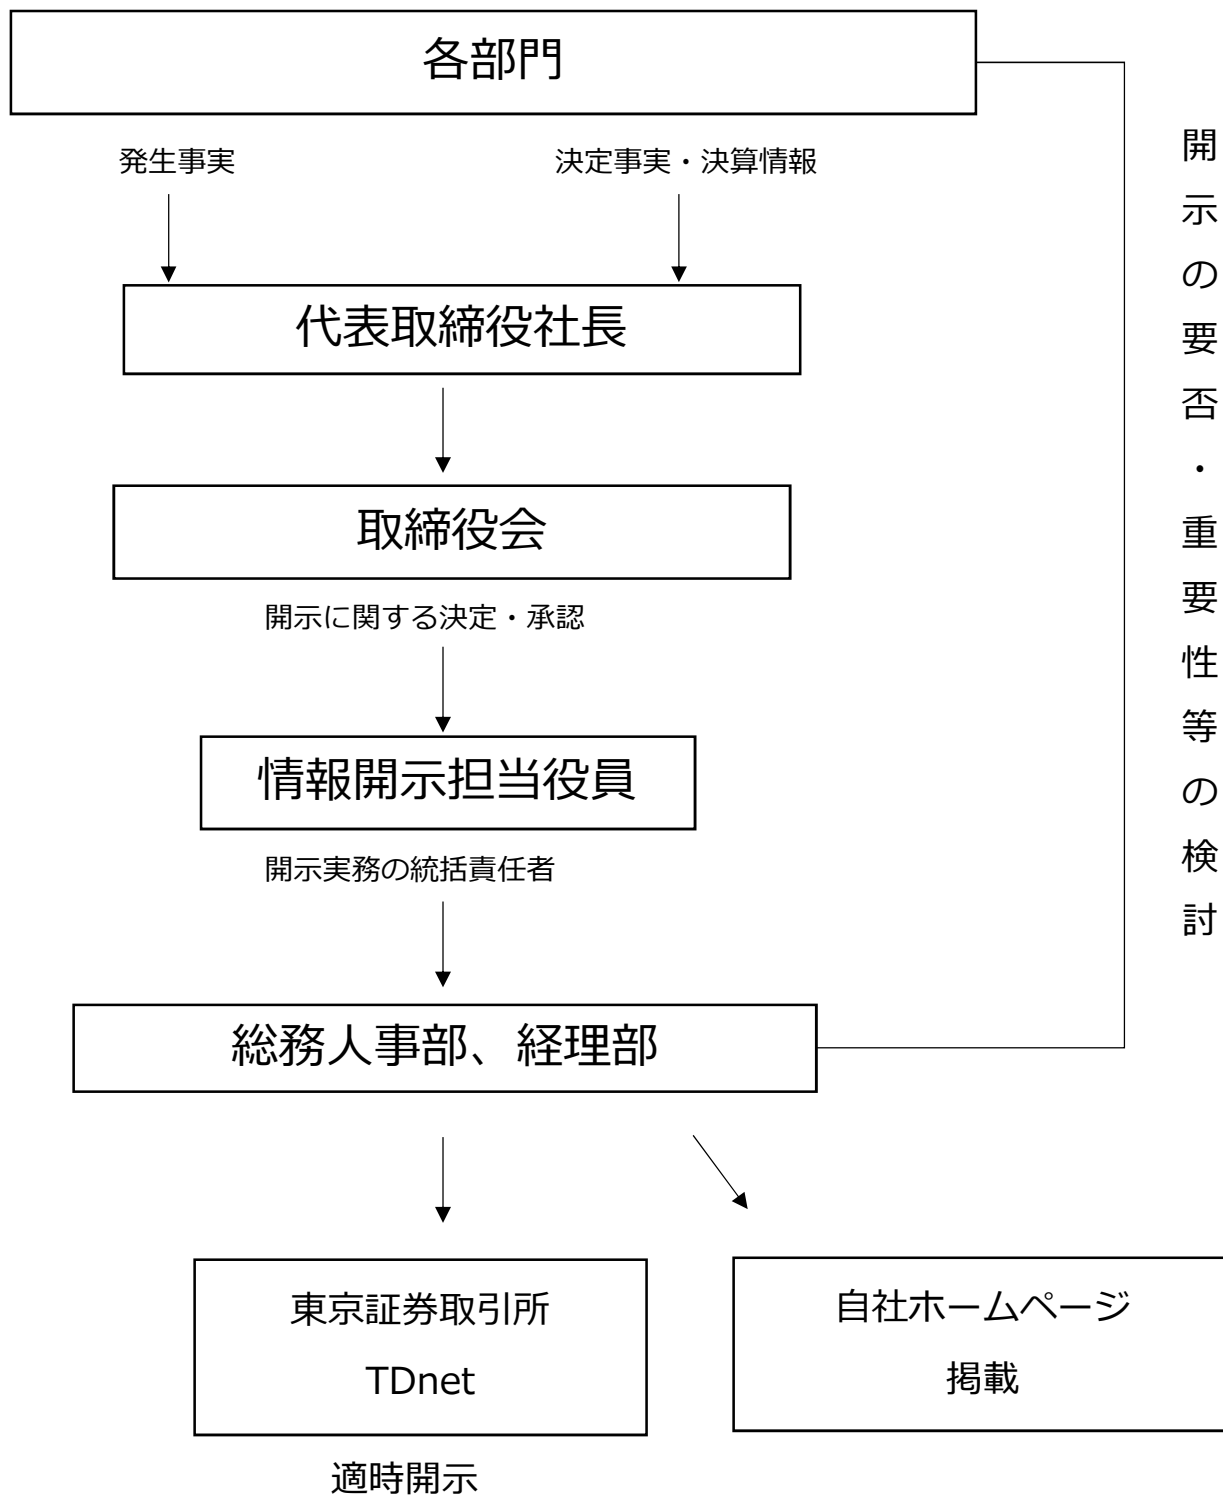 各部門
発生事実
決定事実・決算情報
開示の要否・重要性等の検討
代表取締役社長
取締役会
開示に関する決定・承認
情報開示担当役員
開示実務の統括責任者
総務人事部、経理部
東京証券取引所
TDnet
適時開示
自社ホームページ
掲載